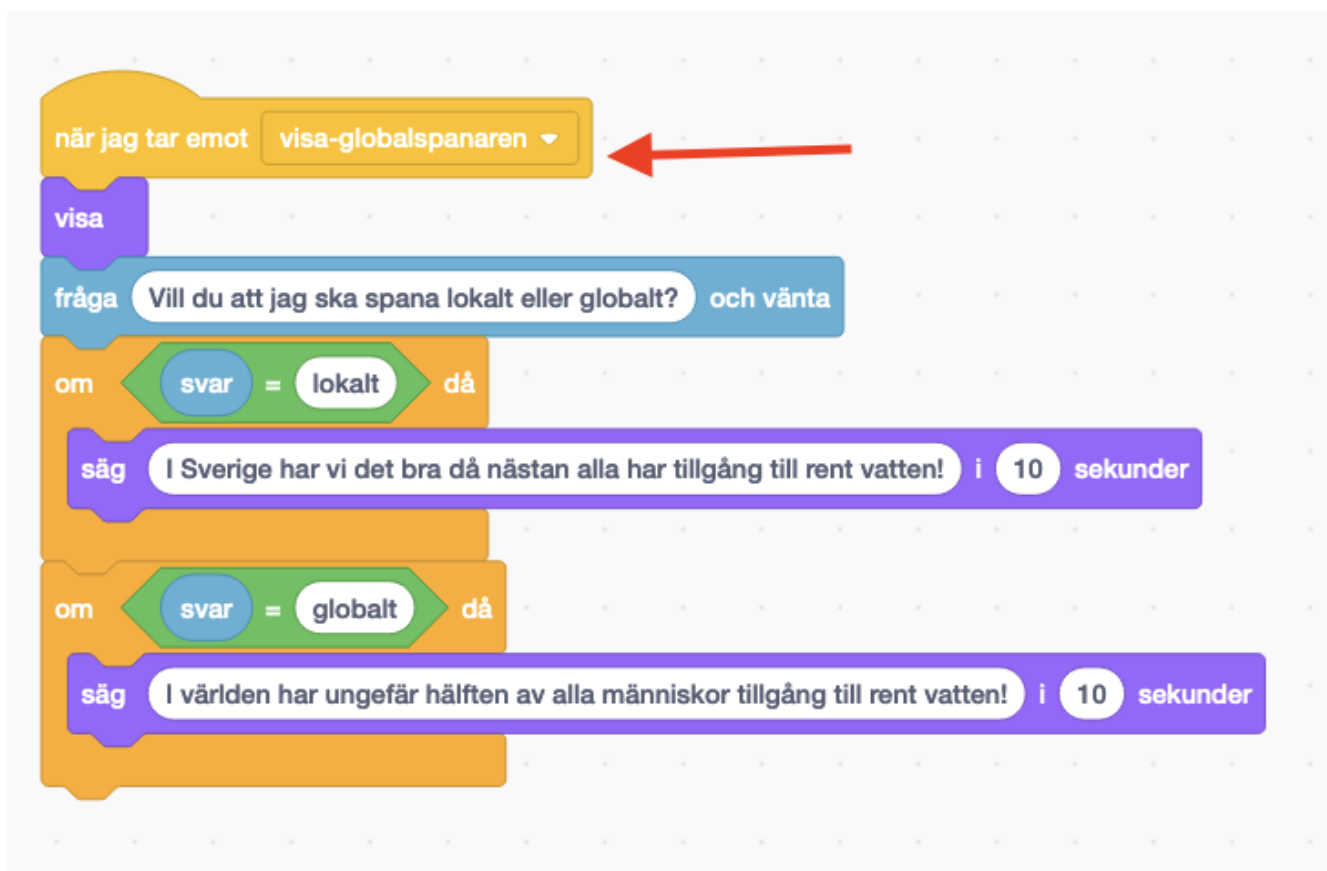 när jag tar emot visa-globalspanaren
visa
fråga Vill du att jag ska spana lokalt eller globalt? och vänta
om svar = lokalt då
säg I Sverige har vi det bra då nästan alla har tillgång till rent vatten! i 10 sekunder
om svar = globalt då
säg I världen har ungefär hälften av alla människor tillgång till rent vatten! i 10 sekunder